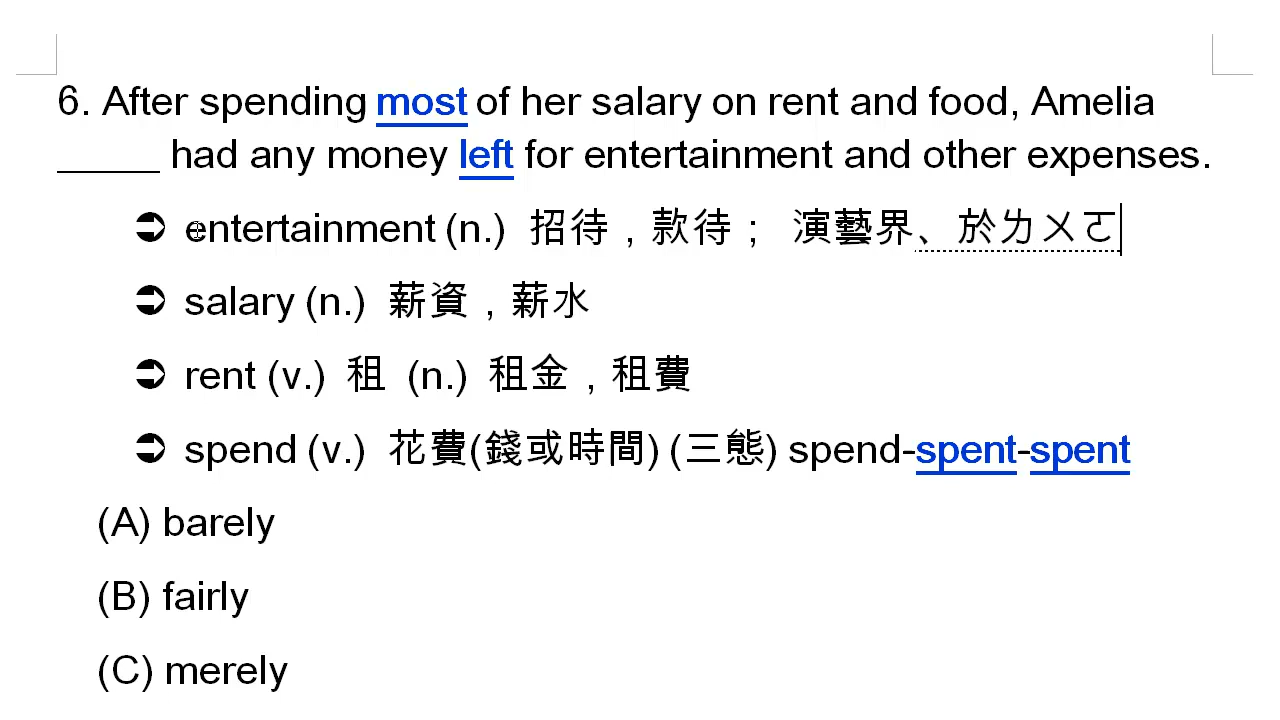 6. After spending most of her salary on rent and food, Amelia
_____ had any money left for entertainment and other expenses.
➲ entertainment (n.) 招待，款待； 演藝界、於ㄌㄨㄛ
➲ salary (n.) 薪資，薪水
➲ rent (v.) 租 (n.) 租金，租費
➲ spend (v.) 花費(錢或時間) (三態) spend-spent-spent
(A) barely
(B) fairly
(C) merely